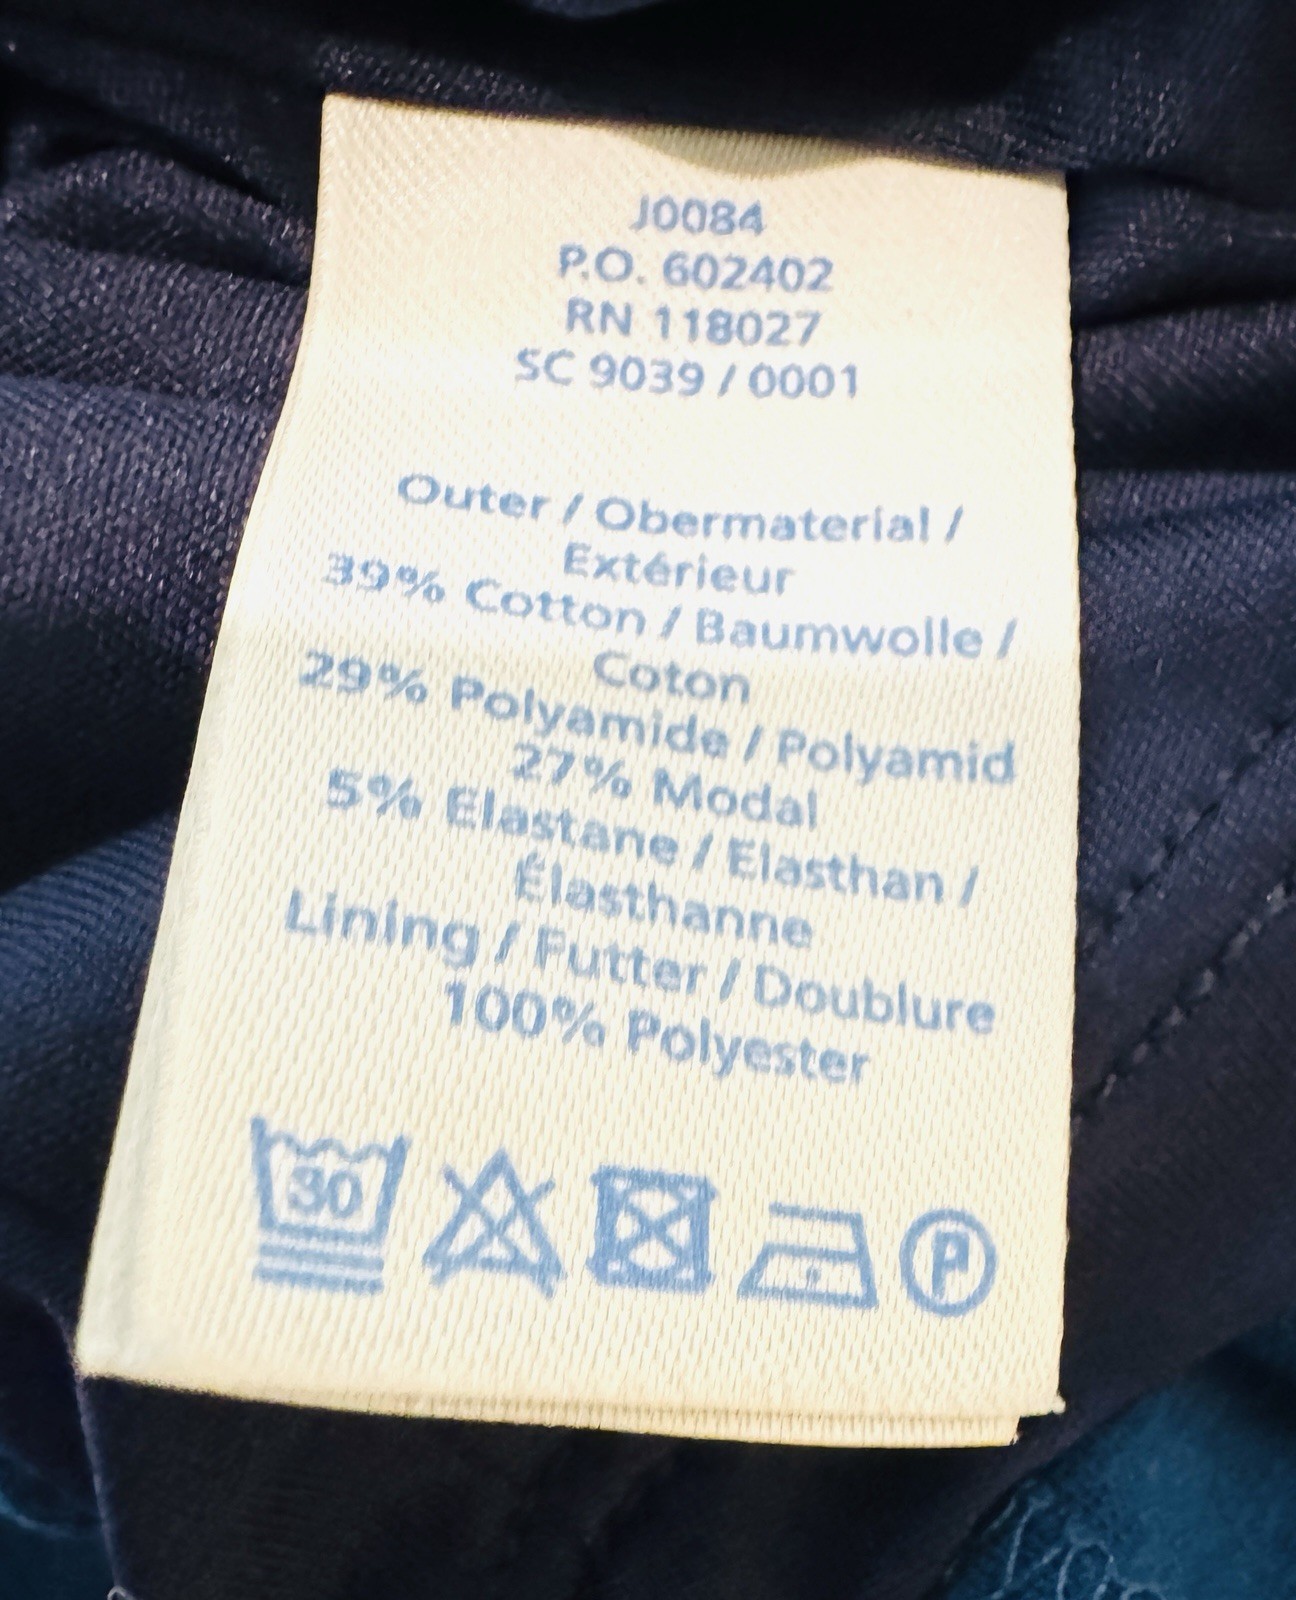 J0084
P.O. 602402
RN 118027
SC 9039 / 0001
Outer / Obermaterial /
Extérieur
39% Cotton / Baumwolle /
Coton
29% Polyamide / Polyamid
27% Modal
5% Elastane / Elasthan /
Élasthanne
Lining / Futter / Doublure
100% Polyester
30
P